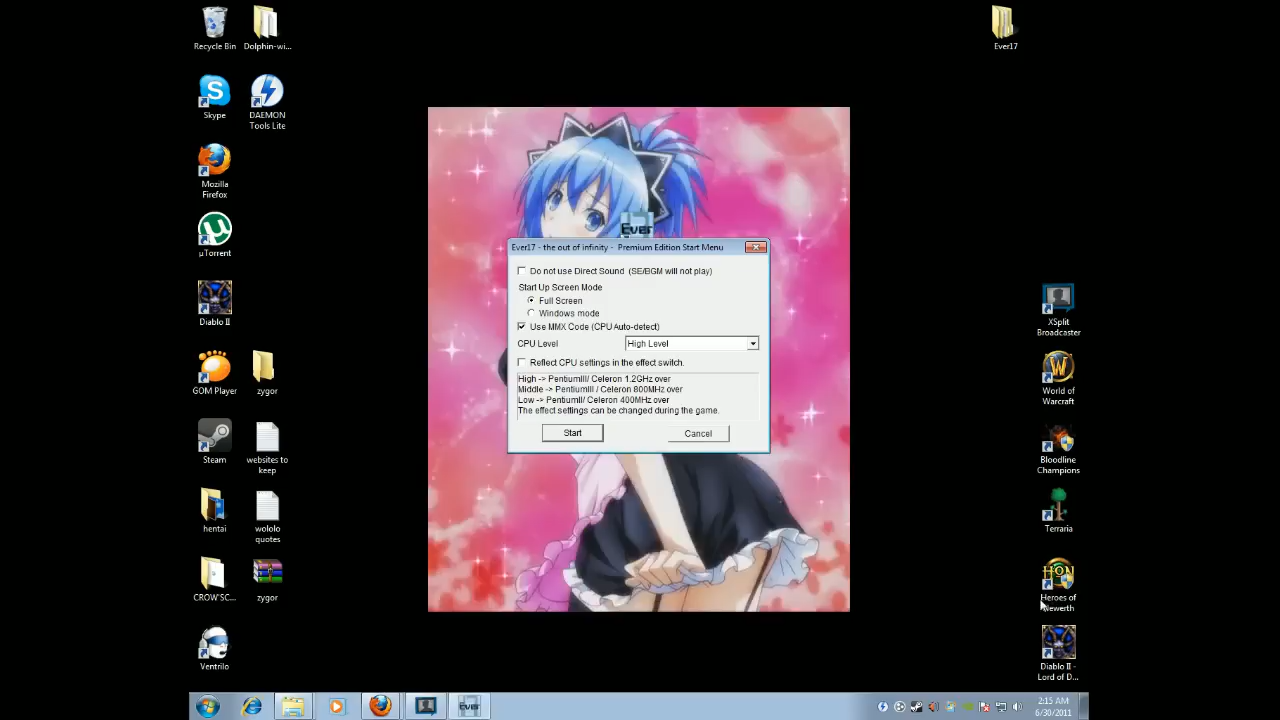 Recycle Bin
Dolphin-wi...
Ever17
Skype
DAEMON
Tools Lite
Mozilla
Firefox
µTorrent
Diablo II
GOM Player
zygor
Steam
websites to
keep
hentai
wololo
quotes
CROW'SC...
zygor
Ventrilo
Ever
Ever17 - the out of infinity - Premium Edition Start Menu
Do not use Direct Sound (SE/BGM will not play)
Start Up Screen Mode
Full Screen
Windows mode
Use MMX Code (CPU Auto-detect)
CPU Level
High Level
Reflect CPU settings in the effect switch.
High -> PentiumIII/ Celeron 1.2GHz over
Middle -> PentiumIII / Celeron 800MHz over
Low -> PentiumII/ Celeron 400MHz over
The effect settings can be changed during the game.
Start
Cancel
XSplit
Broadcaster
World of
Warcraft
Bloodline
Champions
Terraria
HON
Heroes of
Newerth
Diablo II -
Lord of D...
Ever
2:15 AM
6/30/2011